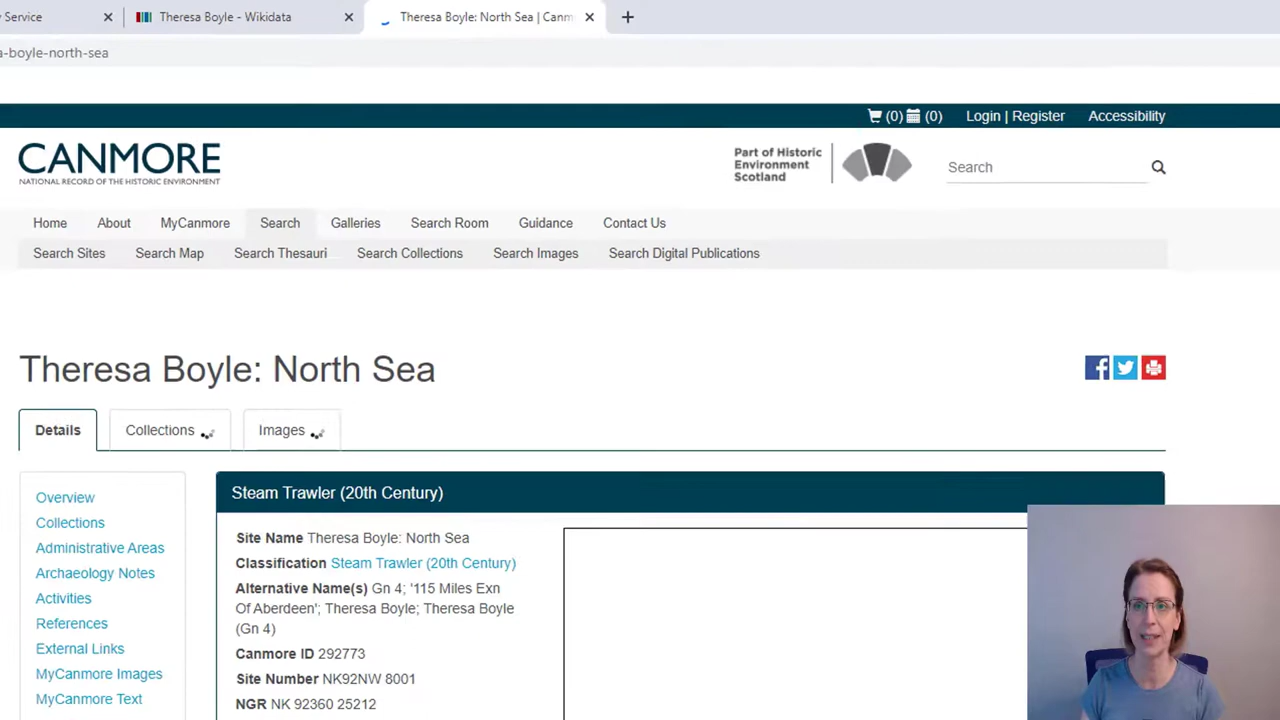 y Service
Theresa Boyle - Wikidata
Theresa Boyle: North Sea | Canm
a-boyle-north-sea
(0) (0) Login | Register Accessibility
CANMORE
NATIONAL RECORD OF THE HISTORIC ENVIRONMENT
Part of Historic
Environment
Scotland
Search
Home About MyCanmore Search Galleries Search Room Guidance Contact Us
Search Sites Search Map Search Thesauri Search Collections Search Images Search Digital Publications
Theresa Boyle: North Sea
Details Collections Images
Overview
Collections
Administrative Areas
Archaeology Notes
Activities
References
External Links
MyCanmore Images
MyCanmore Text
Steam Trawler (20th Century)
Site Name Theresa Boyle: North Sea
Classification Steam Trawler (20th Century)
Alternative Name(s) Gn 4; '115 Miles Exn
Of Aberdeen'; Theresa Boyle; Theresa Boyle
(Gn 4)
Canmore ID 292773
Site Number NK92NW 8001
NGR NK 92360 25212